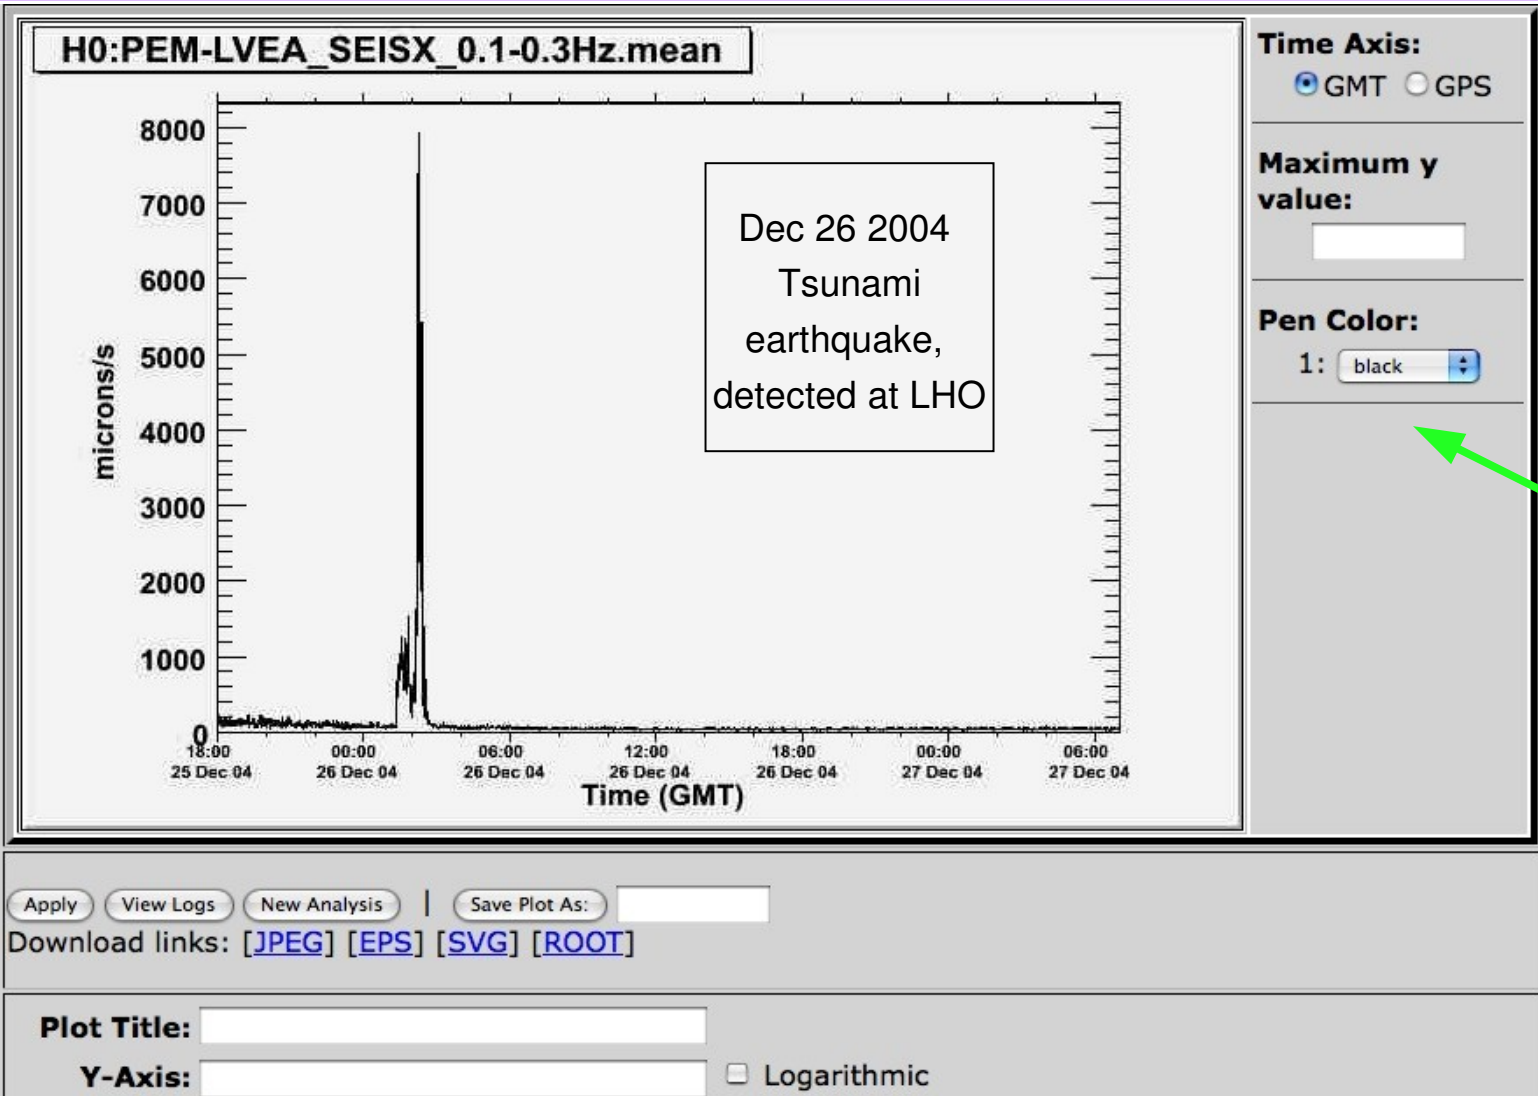 H0:PEM-LVEA_SEISX_0.1-0.3Hz.mean
8000
7000
6000
5000
4000
3000
2000
1000
0
microns/s
Dec 26 2004
Tsunami
earthquake,
detected at LHO
18:00 00:00 06:00 12:00 18:00 00:00 06:00
25 Dec 04 26 Dec 04 26 Dec 04 26 Dec 04 26 Dec 04 27 Dec 04 27 Dec 04
Time (GMT)
Time Axis:
GMT GPS
Maximum y
value:
Pen Color:
1: black
Apply View Logs New Analysis | Save Plot As:
Download links: [JPEG] [EPS] [SVG] [ROOT]
Plot Title:
Y-Axis: Logarithmic